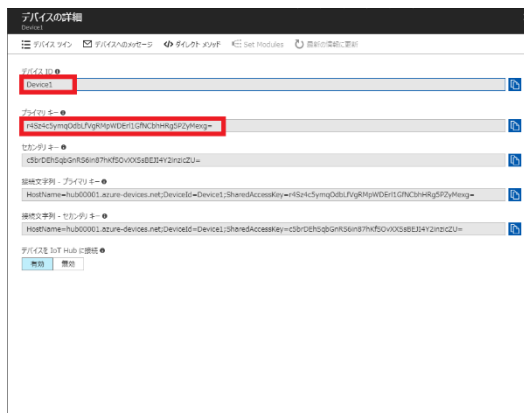 デバイスの詳細
Device1
デバイス ツイン デバイスへのメッセージ ダイレクト メソッド Set Modules 最新の情報に更新
デバイス ID
Device1
プライマリ キー
セカンダリ キー
接続文字列 - プライマリ キー
HostName=hub00001.azure-devices.net;DeviceId=Device1;SharedAccessKey=
接続文字列 - セカンダリ キー
HostName=hub00001.azure-devices.net;DeviceId=Device1;SharedAccessKey=
デバイスを IoT Hub に接続
有効 無効